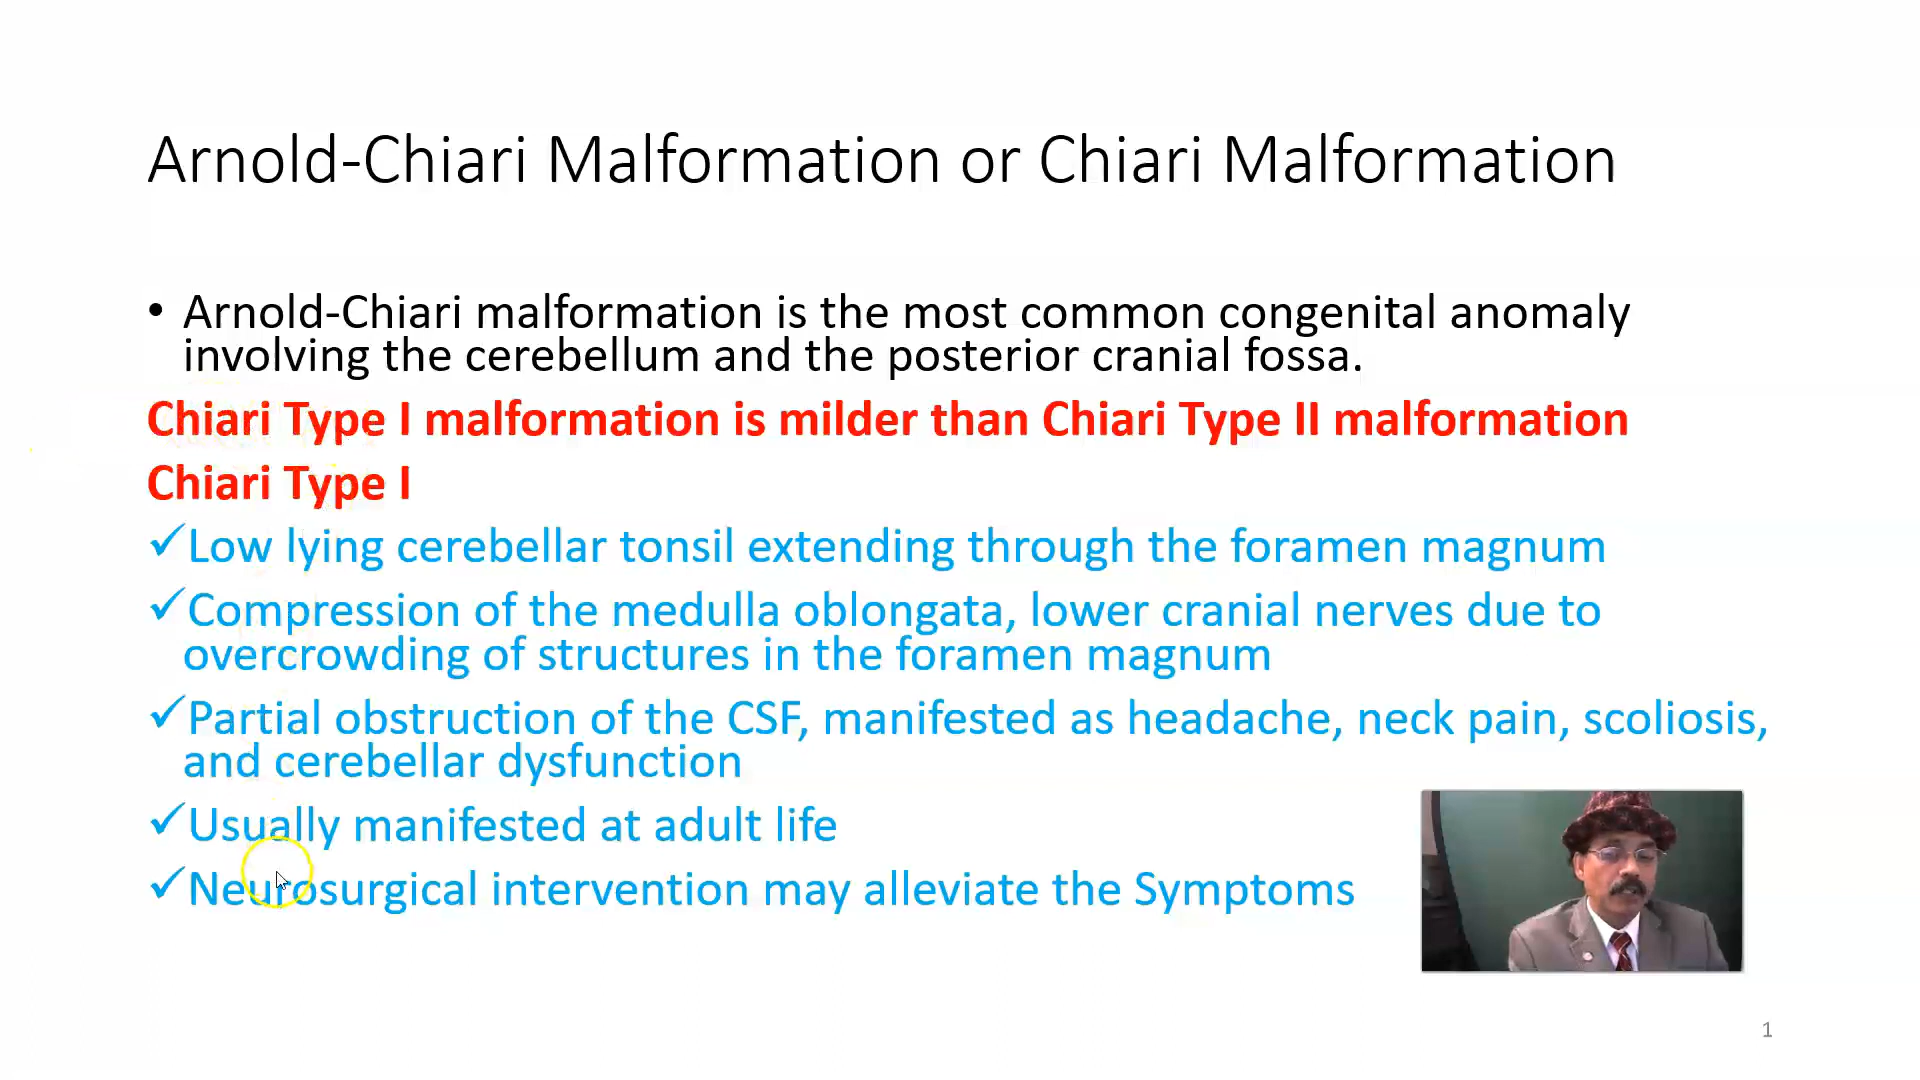 Arnold-Chiari Malformation or Chiari Malformation
• Arnold-Chiari malformation is the most common congenital anomaly
involving the cerebellum and the posterior cranial fossa.
Chiari Type I malformation is milder than Chiari Type II malformation
Chiari Type I
✓Low lying cerebellar tonsil extending through the foramen magnum
✓Compression of the medulla oblongata, lower cranial nerves due to
overcrowding of structures in the foramen magnum
✓Partial obstruction of the CSF, manifested as headache, neck pain, scoliosis,
and cerebellar dysfunction
✓Usually manifested at adult life
✓Neurosurgical intervention may alleviate the Symptoms
1